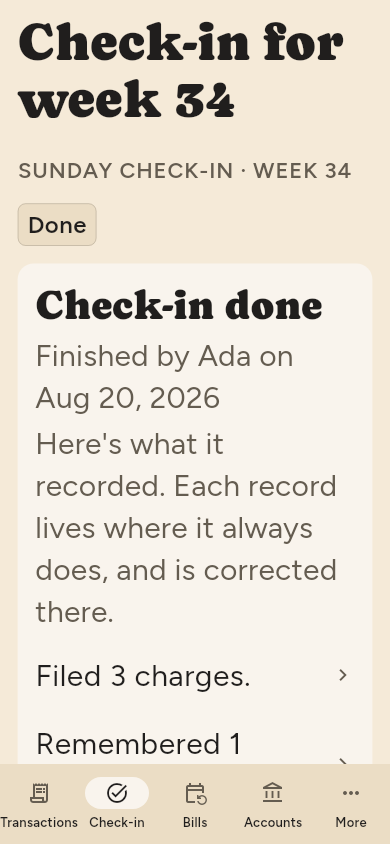 Check-in for
week 34
SUNDAY CHECK-IN · WEEK 34
Done
Check-in done
Finished by Ada on
Aug 20, 2026
Here's what it
recorded. Each record
lives where it always
does, and is corrected
there.
Filed 3 charges.
Remembered 1
Transactions
Check-in
Bills
Accounts
More